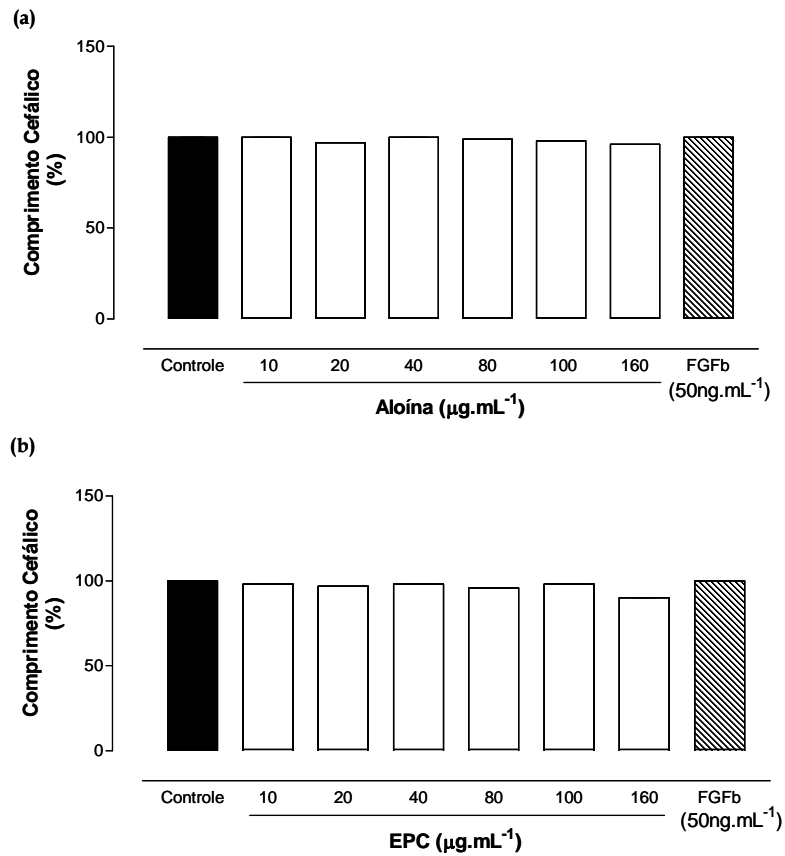 (a)
Comprimento Cefálico
(%)
150
100
50
0
Controle 10 20 40 80 100 160 FGFb
(50ng.mL⁻¹)
Aloína (µg.mL⁻¹)
(b)
Comprimento Cefálico
(%)
150
100
50
0
Controle 10 20 40 80 100 160 FGFb
(50ng.mL⁻¹)
EPC (µg.mL⁻¹)